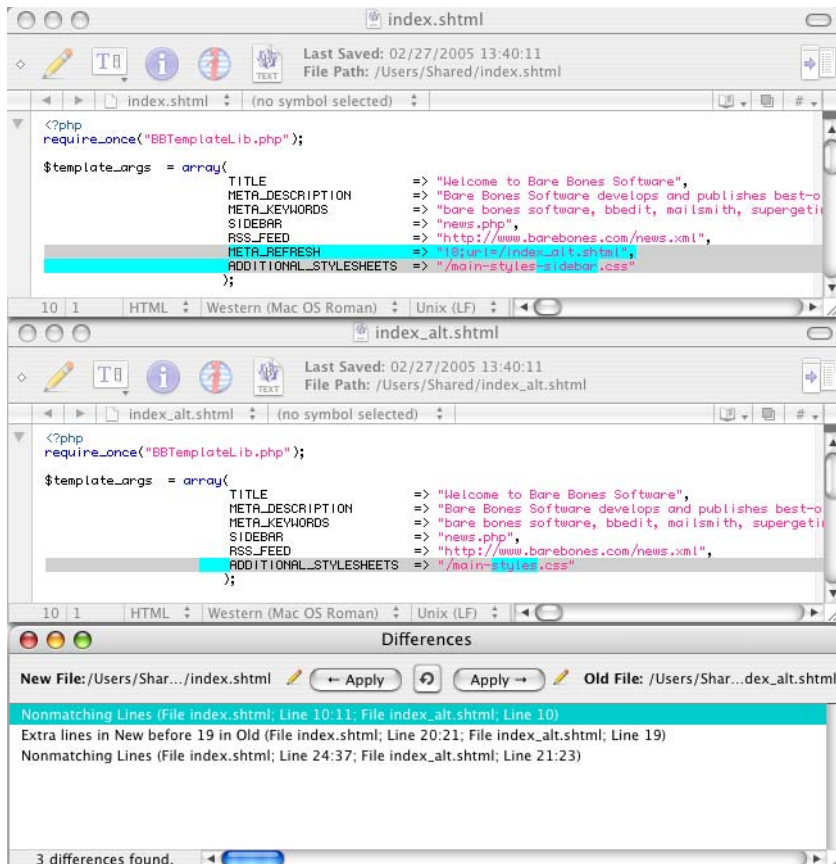 index.shtml
Last Saved: 02/27/2005 13:40:11
File Path: /Users/Shared/index.shtml
TEXT
index.shtml (no symbol selected) #
<?php
require_once("BBTemplateLib.php");
$template_args = array(
TITLE => "Welcome to Bare Bones Software",
META_DESCRIPTION => "Bare Bones Software develops and publishes best-o
META_KEYWORDS => "bare bones software, bbedit, mailsmith, supergeti
SIDEBAR => "news.php",
RSS_FEED => "http://www.barebones.com/news.xml",
META_REFRESH => "18;url=/index_alt.shtml",
ADDITIONAL_STYLESHEETS => "/main-styles-sidebar.css"
);
10 1 HTML Western (Mac OS Roman) Unix (LF)
index_alt.shtml
Last Saved: 02/27/2005 13:40:11
File Path: /Users/Shared/index_alt.shtml
TEXT
index_alt.shtml (no symbol selected) #
<?php
require_once("BBTemplateLib.php");
$template_args = array(
TITLE => "Welcome to Bare Bones Software",
META_DESCRIPTION => "Bare Bones Software develops and publishes best-o
META_KEYWORDS => "bare bones software, bbedit, mailsmith, supergeti
SIDEBAR => "news.php",
RSS_FEED => "http://www.barebones.com/news.xml",
ADDITIONAL_STYLESHEETS => "/main-styles.css"
);
10 1 HTML Western (Mac OS Roman) Unix (LF)
Differences
New File:/Users/Shar.../index.shtml ← Apply Apply → Old File: /Users/Shar...dex_alt.shtml
Nonmatching Lines (File index.shtml; Line 10:11; File index_alt.shtml; Line 10)
Extra lines in New before 19 in Old (File index.shtml; Line 20:21; File index_alt.shtml; Line 19)
Nonmatching Lines (File index.shtml; Line 24:37; File index_alt.shtml; Line 21:23)
3 differences found.